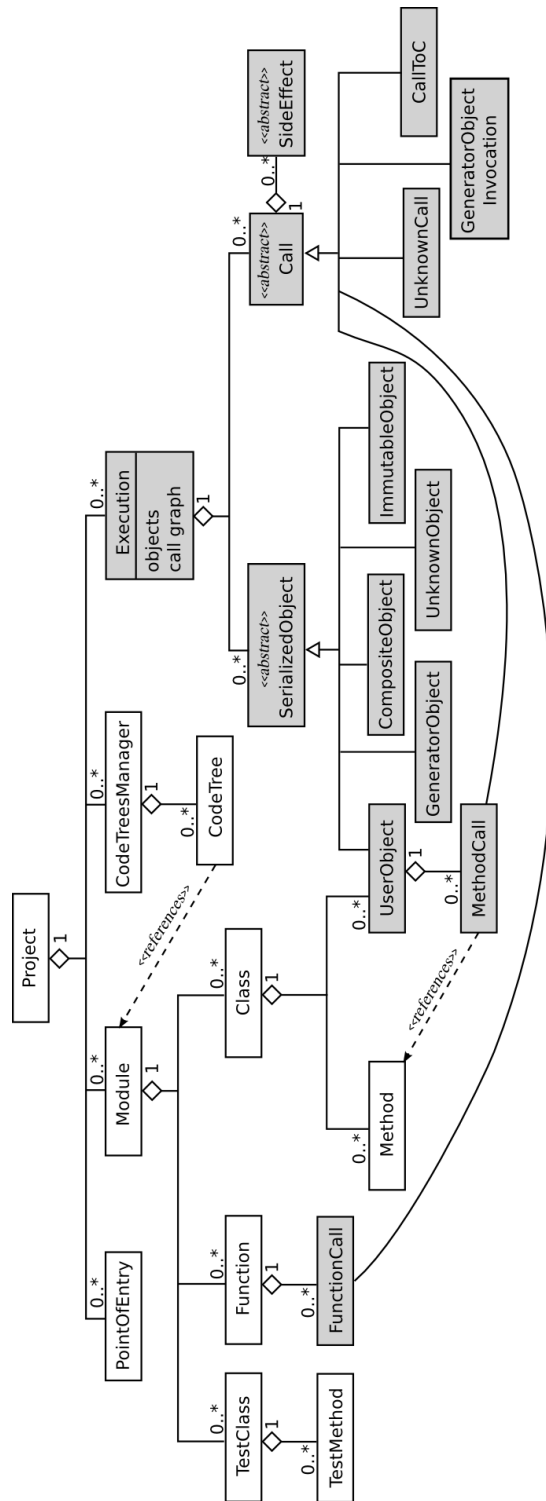 Project
1
0..*
0..*
0..*
0..*
PointOfEntry
Module
CodeTreesManager
Execution
objects
call graph
1
1
1
<<references>>
0..*
0..*
0..*
0..*
CodeTree
0..*
0..*
TestClass
Function
Class
<<abstract>>
SerializedObject
<<abstract>>
Call
1
0..*
<<abstract>>
SideEffect
1
1
1
0..*
0..*
0..*
0..*
TestMethod
FunctionCall
Method
UserObject
GeneratorObject
CompositeObject
UnknownObject
ImmutableObject
UnknownCall
GeneratorObject
Invocation
CallToC
1
<<references>>
0..*
MethodCall